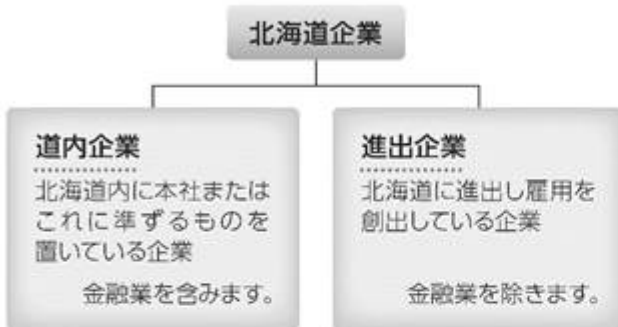 北海道企業
道内企業
北海道内に本社または
これに準ずるものを
置いている企業
金融業を含みます。
進出企業
北海道に進出し雇用を
創出している企業
金融業を除きます。